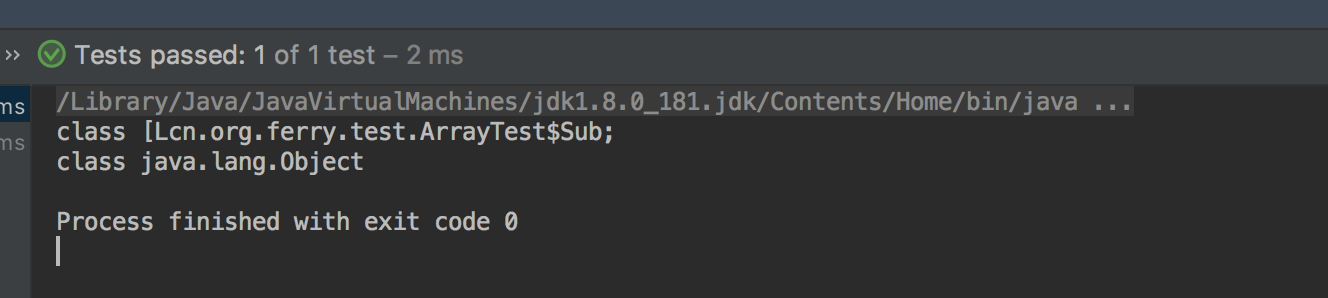 » Tests passed: 1 of 1 test – 2 ms
ms /Library/Java/JavaVirtualMachines/jdk1.8.0_181.jdk/Contents/Home/bin/java ...
class [Lcn.org.ferry.test.ArrayTest$Sub;
ms class java.lang.Object
Process finished with exit code 0